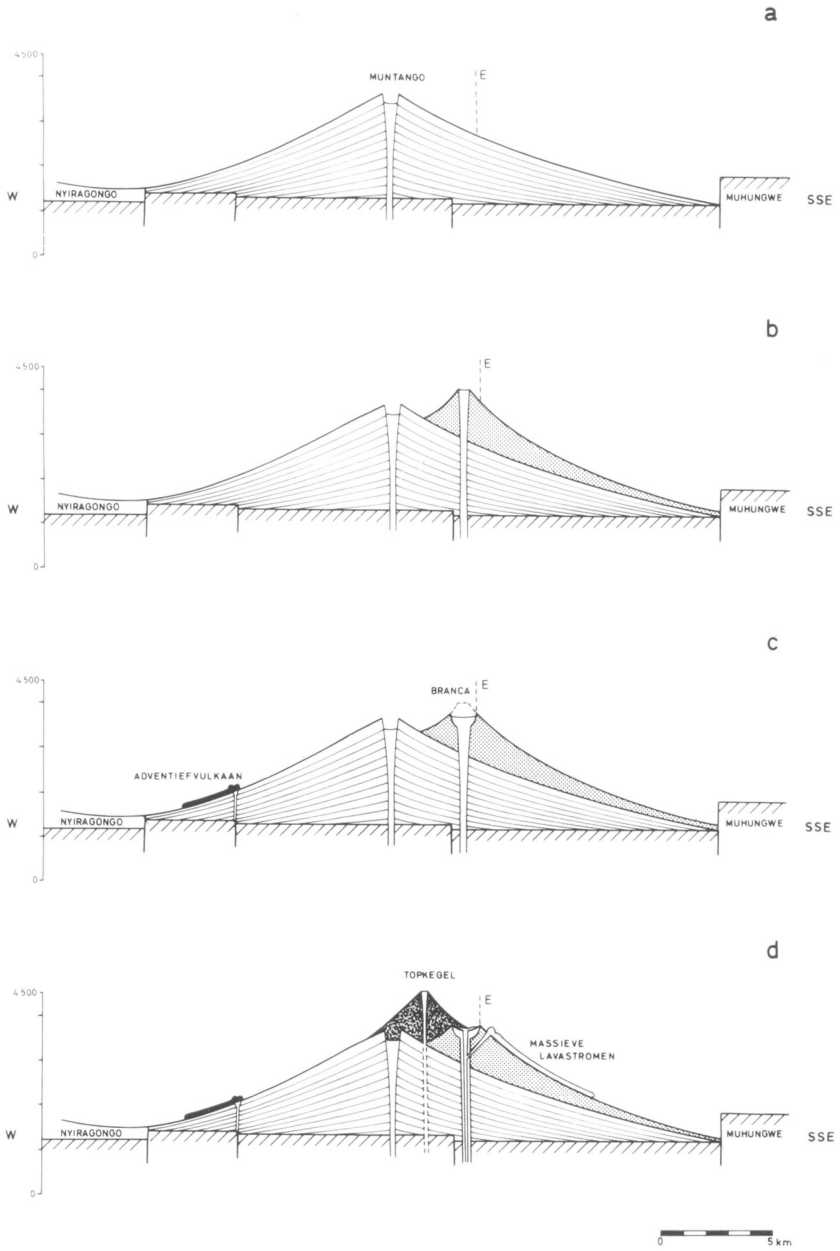 a
4500
MUNTANGO
E
W
NYIRAGONGO
MUHUNGWE
SSE
0
b
4500
E
W
NYIRAGONGO
MUHUNGWE
SSE
0
c
4500
BRANCA
E
ADVENTIEFVULKAAN
W
NYIRAGONGO
MUHUNGWE
SSE
0
d
TOPKEGEL
4500
E
MASSIEVE
LAVASTROMEN
W
NYIRAGONGO
MUHUNGWE
SSE
0
0
5 km